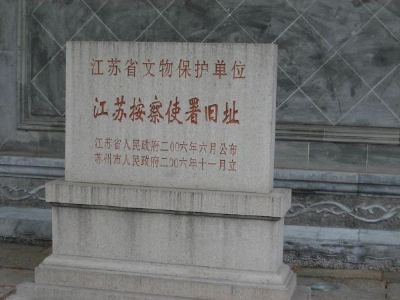 江苏省文物保护单位
江苏按察使署旧址
江苏省人民政府二00六年六月公布
苏州市人民政府二00六年十一月立